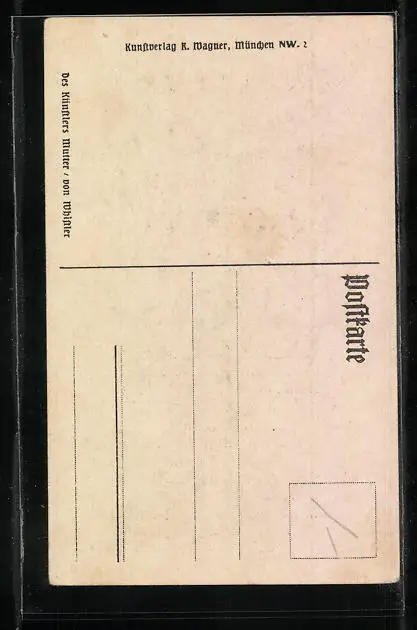 Kunſtverlag R. Wagner, München NW. 2
Des Künſtlers Mutter / von Whiſtler
Poſtkarte